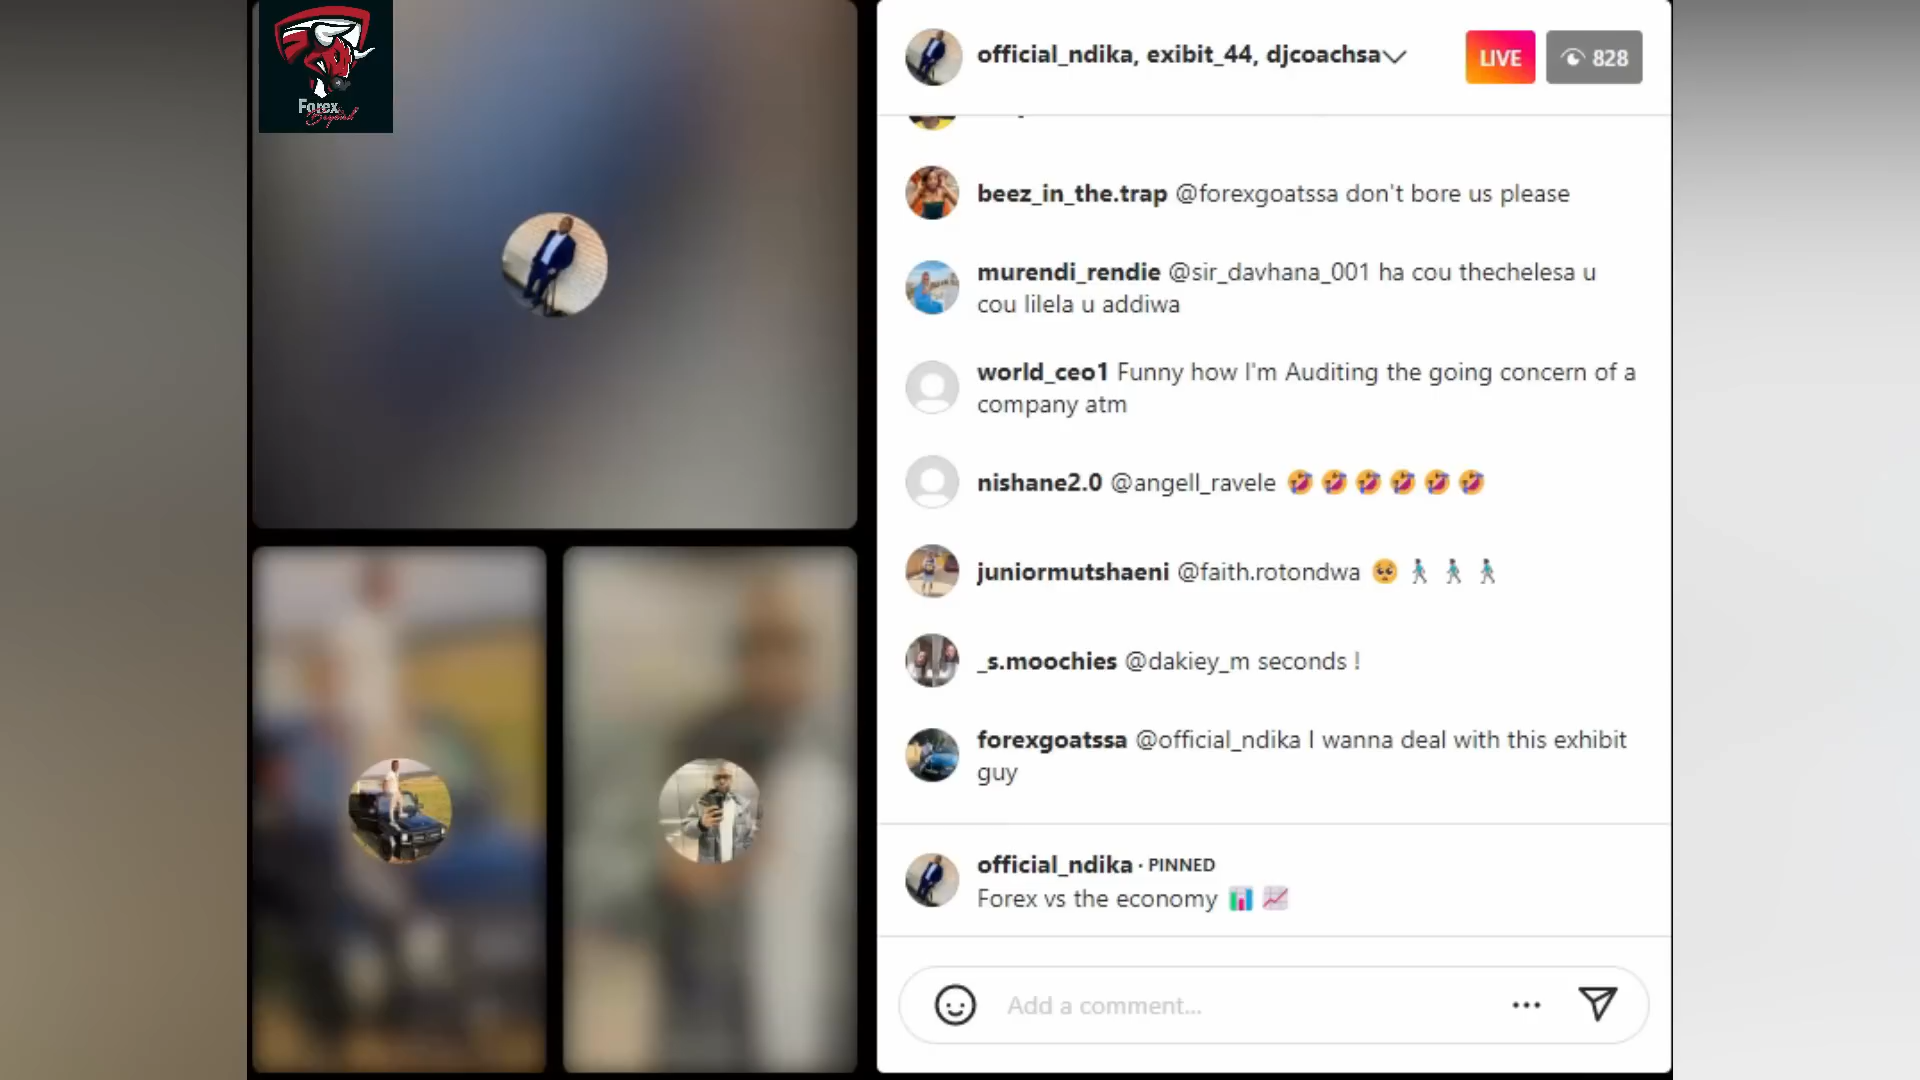 Forex
Beyond
official_ndika, exibit_44, djcoachsa
LIVE
828
beez_in_the.trap @forexgoatssa don't bore us please
murendi_rendie @sir_davhana_001 ha cou thechelesa u
cou lilela u addiwa
world_ceo1 Funny how I'm Auditing the going concern of a
company atm
nishane2.0 @angell_ravele 🤣🤣🤣🤣🤣🤣
juniormutshaeni @faith.rotondwa 🥺🚶🚶🚶
_s.moochies @dakiey_m seconds !
forexgoatssa @official_ndika I wanna deal with this exhibit
guy
official_ndika · PINNED
Forex vs the economy 📊📈
Add a comment...